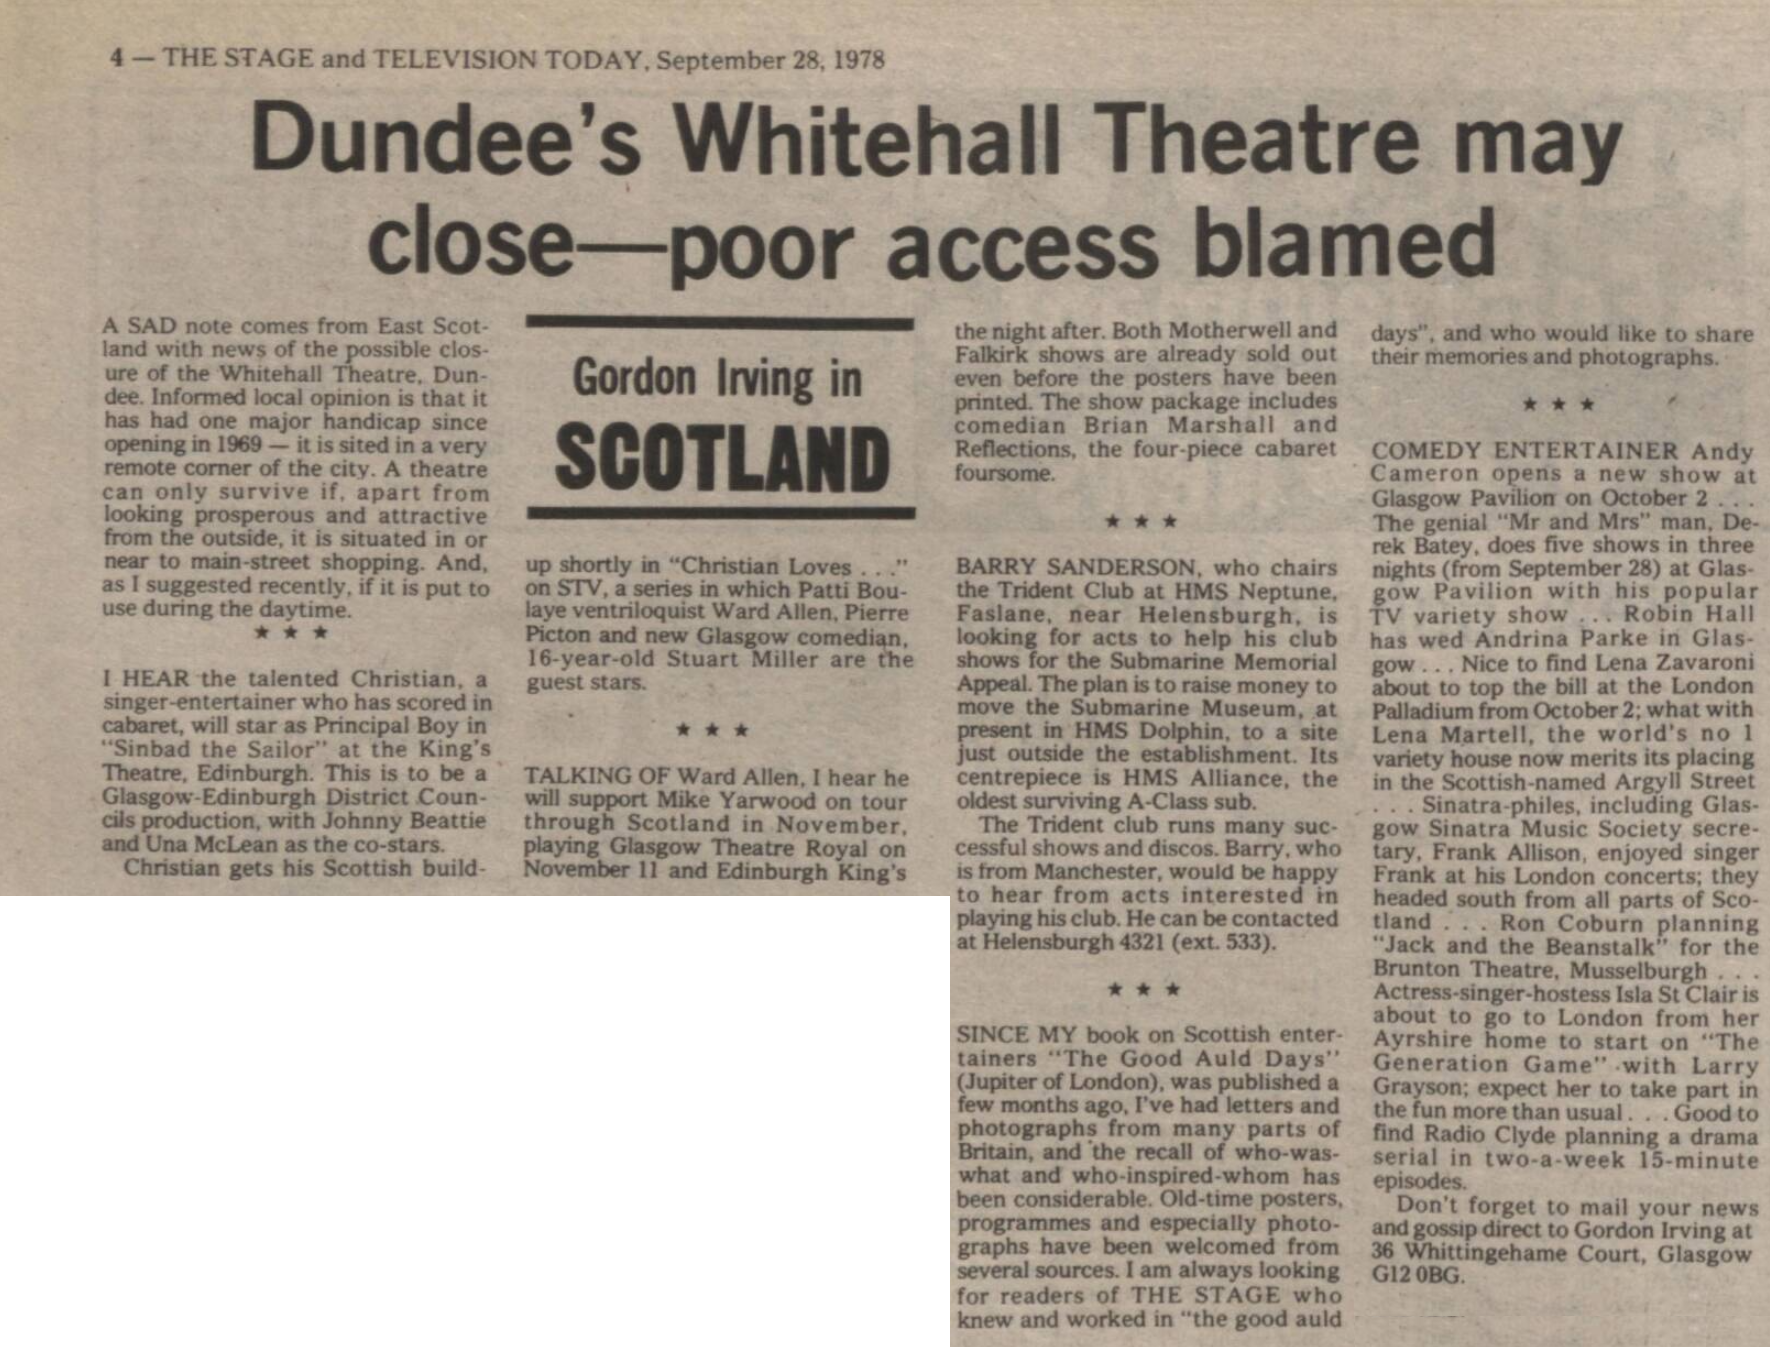 4 — THE STAGE and TELEVISION TODAY, September 28, 1978
Dundee's Whitehall Theatre may
close—poor access blamed
A SAD note comes from East Scot-
land with news of the possible clos-
ure of the Whitehall Theatre, Dun-
dee. Informed local opinion is that it
has had one major handicap since
opening in 1969 — it is sited in a very
remote corner of the city. A theatre
can only survive if, apart from
looking prosperous and attractive
from the outside, it is situated in or
near to main-street shopping. And,
as I suggested recently, if it is put to
use during the daytime.
★ ★ ★
I HEAR the talented Christian, a
singer-entertainer who has scored in
cabaret, will star as Principal Boy in
"Sinbad the Sailor" at the King's
Theatre, Edinburgh. This is to be a
Glasgow-Edinburgh District Coun-
cils production, with Johnny Beattie
and Una McLean as the co-stars.
Christian gets his Scottish build-
Gordon Irving in
SCOTLAND
up shortly in "Christian Loves . . ."
on STV, a series in which Patti Bou-
laye ventriloquist Ward Allen, Pierre
Picton and new Glasgow comedian,
16-year-old Stuart Miller are the
guest stars.
★ ★ ★
TALKING OF Ward Allen, I hear he
will support Mike Yarwood on tour
through Scotland in November,
playing Glasgow Theatre Royal on
November 11 and Edinburgh King's
the night after. Both Motherwell and
Falkirk shows are already sold out
even before the posters have been
printed. The show package includes
comedian Brian Marshall and
Reflections, the four-piece cabaret
foursome.
★ ★ ★
BARRY SANDERSON, who chairs
the Trident Club at HMS Neptune,
Faslane, near Helensburgh, is
looking for acts to help his club
shows for the Submarine Memorial
Appeal. The plan is to raise money to
move the Submarine Museum, at
present in HMS Dolphin, to a site
just outside the establishment. Its
centrepiece is HMS Alliance, the
oldest surviving A-Class sub.
The Trident club runs many suc-
cessful shows and discos. Barry, who
is from Manchester, would be happy
to hear from acts interested in
playing his club. He can be contacted
at Helensburgh 4321 (ext. 533).
★ ★ ★
SINCE MY book on Scottish enter-
tainers "The Good Auld Days"
(Jupiter of London), was published a
few months ago, I've had letters and
photographs from many parts of
Britain, and the recall of who-was-
what and who-inspired-whom has
been considerable. Old-time posters,
programmes and especially photo-
graphs have been welcomed from
several sources. I am always looking
for readers of THE STAGE who
knew and worked in "the good auld
days", and who would like to share
their memories and photographs.
★ ★ ★
COMEDY ENTERTAINER Andy
Cameron opens a new show at
Glasgow Pavilion on October 2 . . .
The genial "Mr and Mrs" man, De-
rek Batey, does five shows in three
nights (from September 28) at Glas-
gow Pavilion with his popular
TV variety show . . . Robin Hall
has wed Andrina Parke in Glas-
gow . . . Nice to find Lena Zavaroni
about to top the bill at the London
Palladium from October 2; what with
Lena Martell, the world's no 1
variety house now merits its placing
in the Scottish-named Argyll Street
. . . Sinatra-philes, including Glas-
gow Sinatra Music Society secre-
tary, Frank Allison, enjoyed singer
Frank at his London concerts; they
headed south from all parts of Sco-
tland . . . Ron Coburn planning
"Jack and the Beanstalk" for the
Brunton Theatre, Musselburgh . . .
Actress-singer-hostess Isla St Clair is
about to go to London from her
Ayrshire home to start on "The
Generation Game" with Larry
Grayson; expect her to take part in
the fun more than usual . . . Good to
find Radio Clyde planning a drama
serial in two-a-week 15-minute
episodes.
Don't forget to mail your news
and gossip direct to Gordon Irving at
36 Whittingehame Court, Glasgow
G12 0BG.